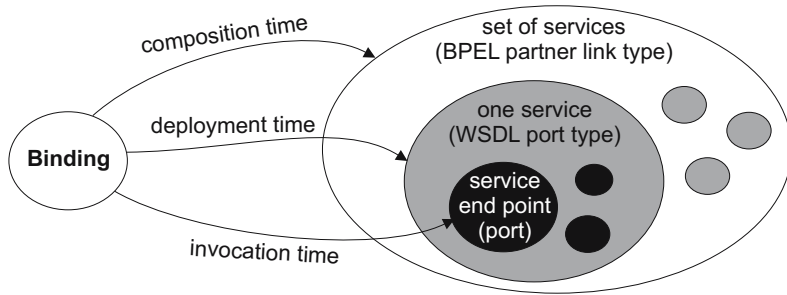 composition time
set of services
(BPEL partner link type)
one service
(WSDL port type)
deployment time
Binding
service
end point
(port)
invocation time